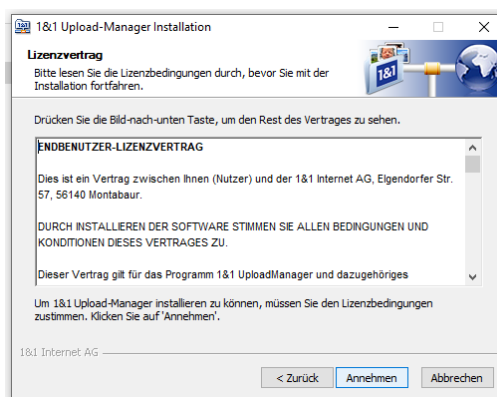 1&1 Upload-Manager Installation
Lizenzvertrag
Bitte lesen Sie die Lizenzbedingungen durch, bevor Sie mit der
Installation fortfahren.
1&1
Drücken Sie die Bild-nach-unten Taste, um den Rest des Vertrages zu sehen.
ENDBENUTZER-LIZENZVERTRAG
Dies ist ein Vertrag zwischen Ihnen (Nutzer) und der 1&1 Internet AG, Elgendorfer Str.
57, 56140 Montabaur.
DURCH INSTALLIEREN DER SOFTWARE STIMMEN SIE ALLEN BEDINGUNGEN UND
KONDITIONEN DIESES VERTRAGES ZU.
Dieser Vertrag gilt für das Programm 1&1 UploadManager und dazugehöriges
Um 1&1 Upload-Manager installieren zu können, müssen Sie den Lizenzbedingungen
zustimmen. Klicken Sie auf 'Annehmen'.
1&1 Internet AG
< Zurück Annehmen Abbrechen